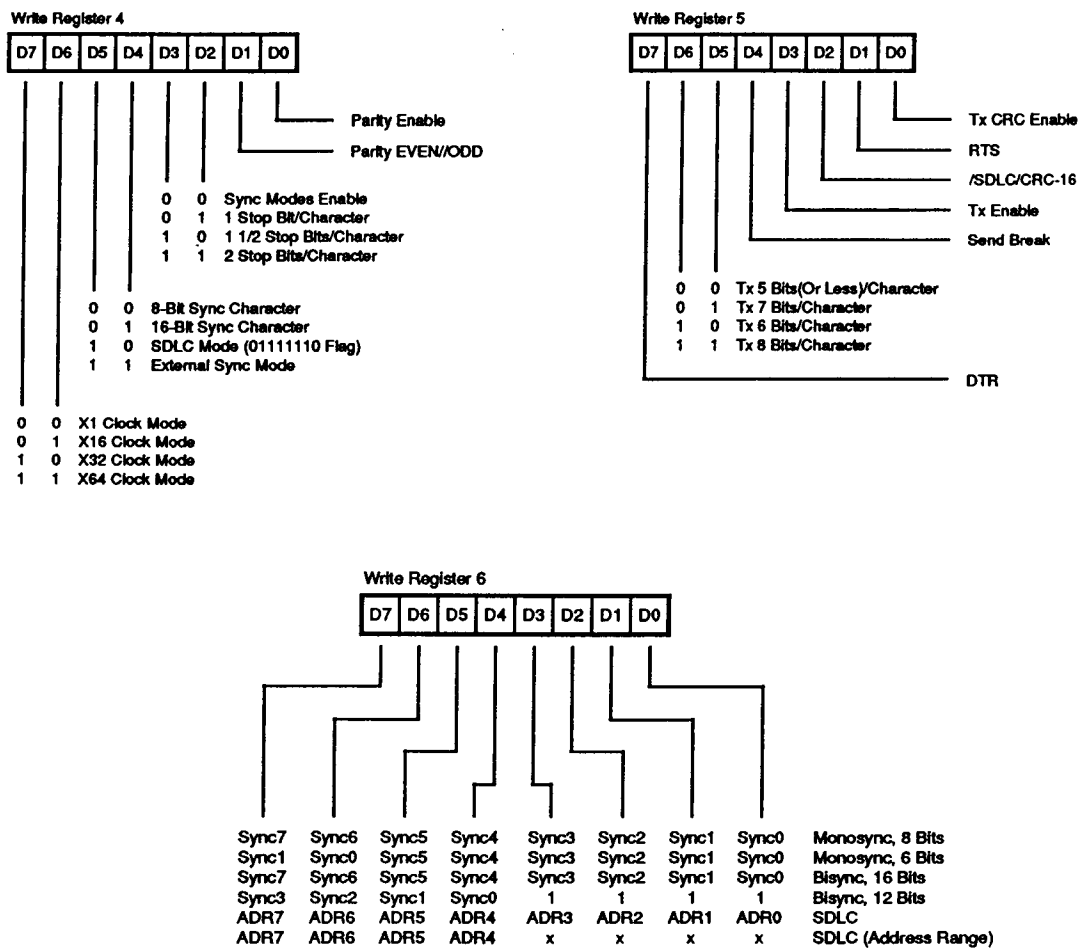 Write Register 4
D7 D6 D5 D4 D3 D2 D1 D0
Parity Enable
Parity EVEN//ODD
0 0 Sync Modes Enable
0 1 1 Stop Bit/Character
1 0 1 1/2 Stop Bits/Character
1 1 2 Stop Bits/Character
0 0 8-Bit Sync Character
0 1 16-Bit Sync Character
1 0 SDLC Mode (01111110 Flag)
1 1 External Sync Mode
0 0 X1 Clock Mode
0 1 X16 Clock Mode
1 0 X32 Clock Mode
1 1 X64 Clock Mode
Write Register 5
D7 D6 D5 D4 D3 D2 D1 D0
Tx CRC Enable
RTS
/SDLC/CRC-16
Tx Enable
Send Break
0 0 Tx 5 Bits(Or Less)/Character
0 1 Tx 7 Bits/Character
1 0 Tx 6 Bits/Character
1 1 Tx 8 Bits/Character
DTR
Write Register 6
D7 D6 D5 D4 D3 D2 D1 D0
Sync7 Sync6 Sync5 Sync4 Sync3 Sync2 Sync1 Sync0 Monosync, 8 Bits
Sync1 Sync0 Sync5 Sync4 Sync3 Sync2 Sync1 Sync0 Monosync, 6 Bits
Sync7 Sync6 Sync5 Sync4 Sync3 Sync2 Sync1 Sync0 Bisync, 16 Bits
Sync3 Sync2 Sync1 Sync0 1 1 1 1 Bisync, 12 Bits
ADR7 ADR6 ADR5 ADR4 ADR3 ADR2 ADR1 ADR0 SDLC
ADR7 ADR6 ADR5 ADR4 x x x x SDLC (Address Range)